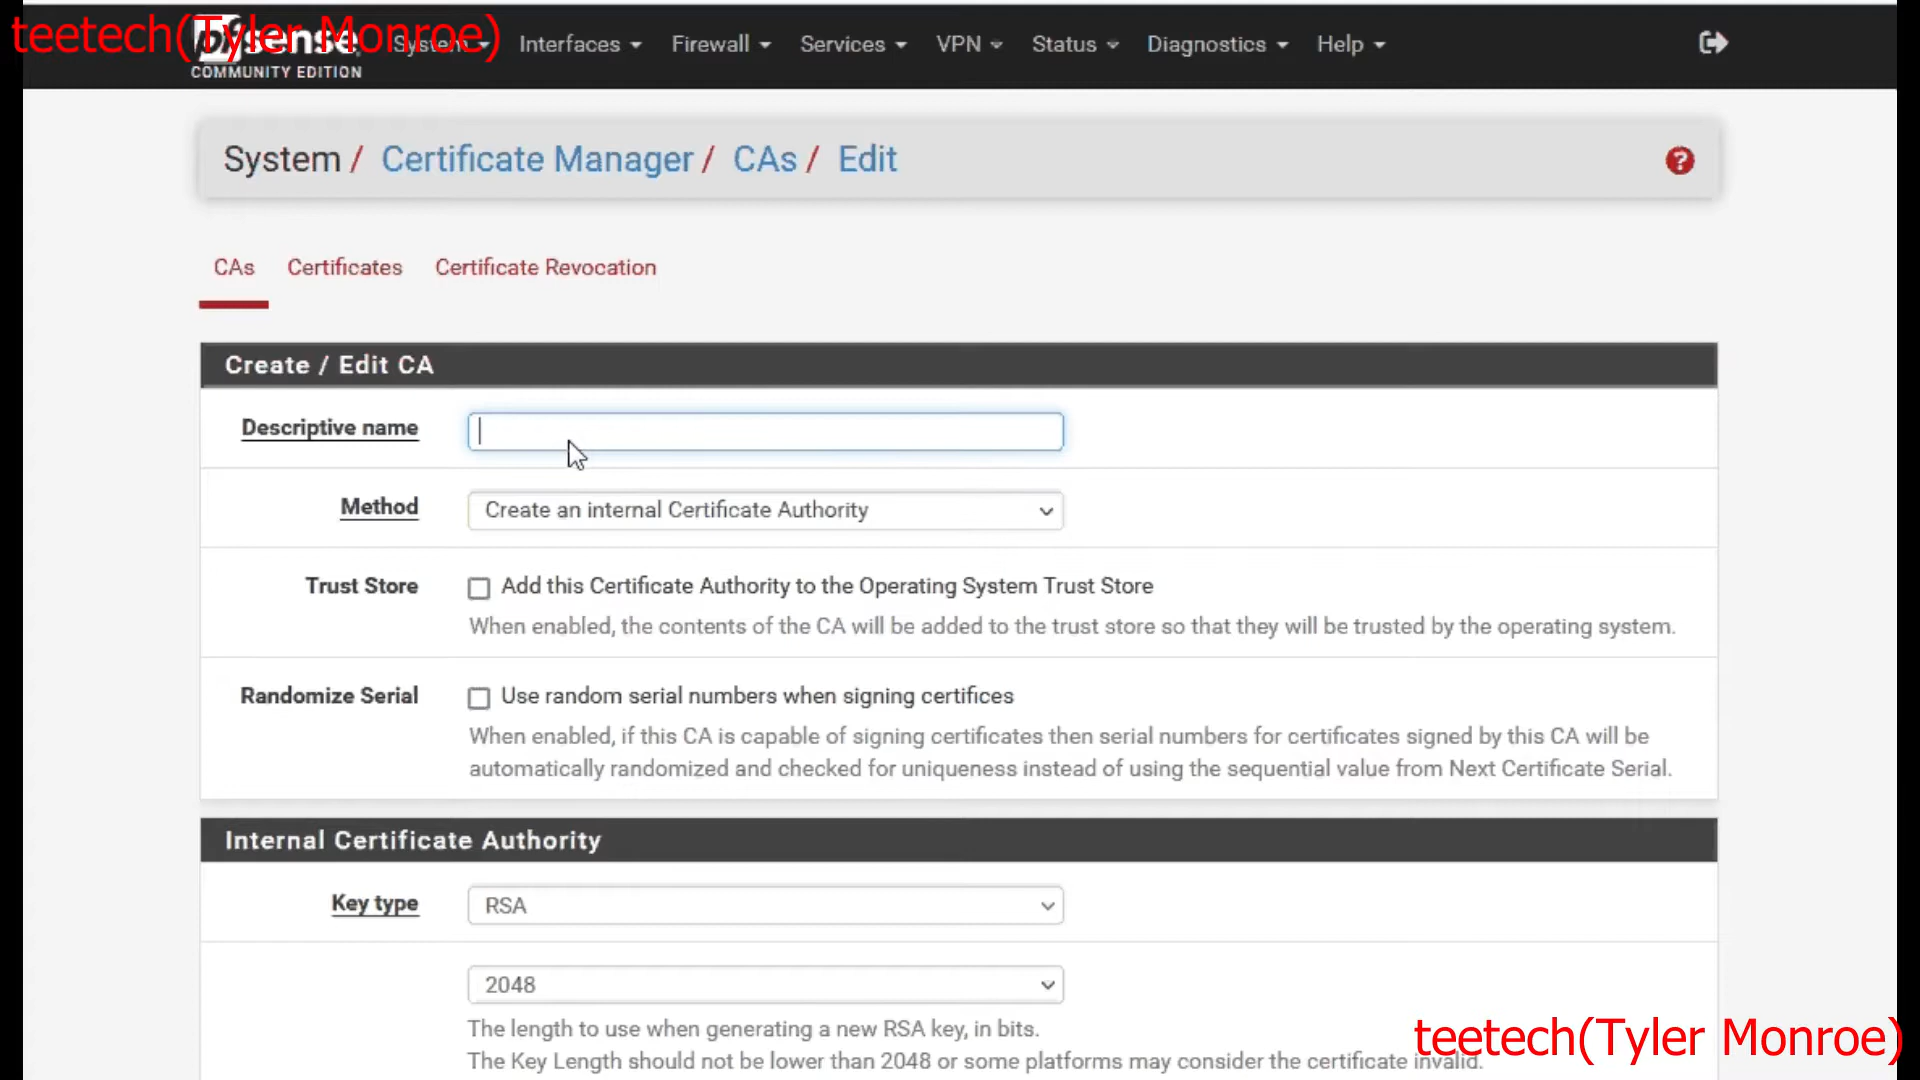 teetech(Tyler Monroe)
pfsense
COMMUNITY EDITION
System Interfaces Firewall Services VPN Status Diagnostics Help
System / Certificate Manager / CAs / Edit
CAs Certificates Certificate Revocation
Create / Edit CA
Descriptive name
Method Create an internal Certificate Authority
Trust Store Add this Certificate Authority to the Operating System Trust Store
When enabled, the contents of the CA will be added to the trust store so that they will be trusted by the operating system.
Randomize Serial Use random serial numbers when signing certifices
When enabled, if this CA is capable of signing certificates then serial numbers for certificates signed by this CA will be
automatically randomized and checked for uniqueness instead of using the sequential value from Next Certificate Serial.
Internal Certificate Authority
Key type RSA
2048
The length to use when generating a new RSA key, in bits.
The Key Length should not be lower than 2048 or some platforms may consider the certificate invalid.
teetech(Tyler Monroe)